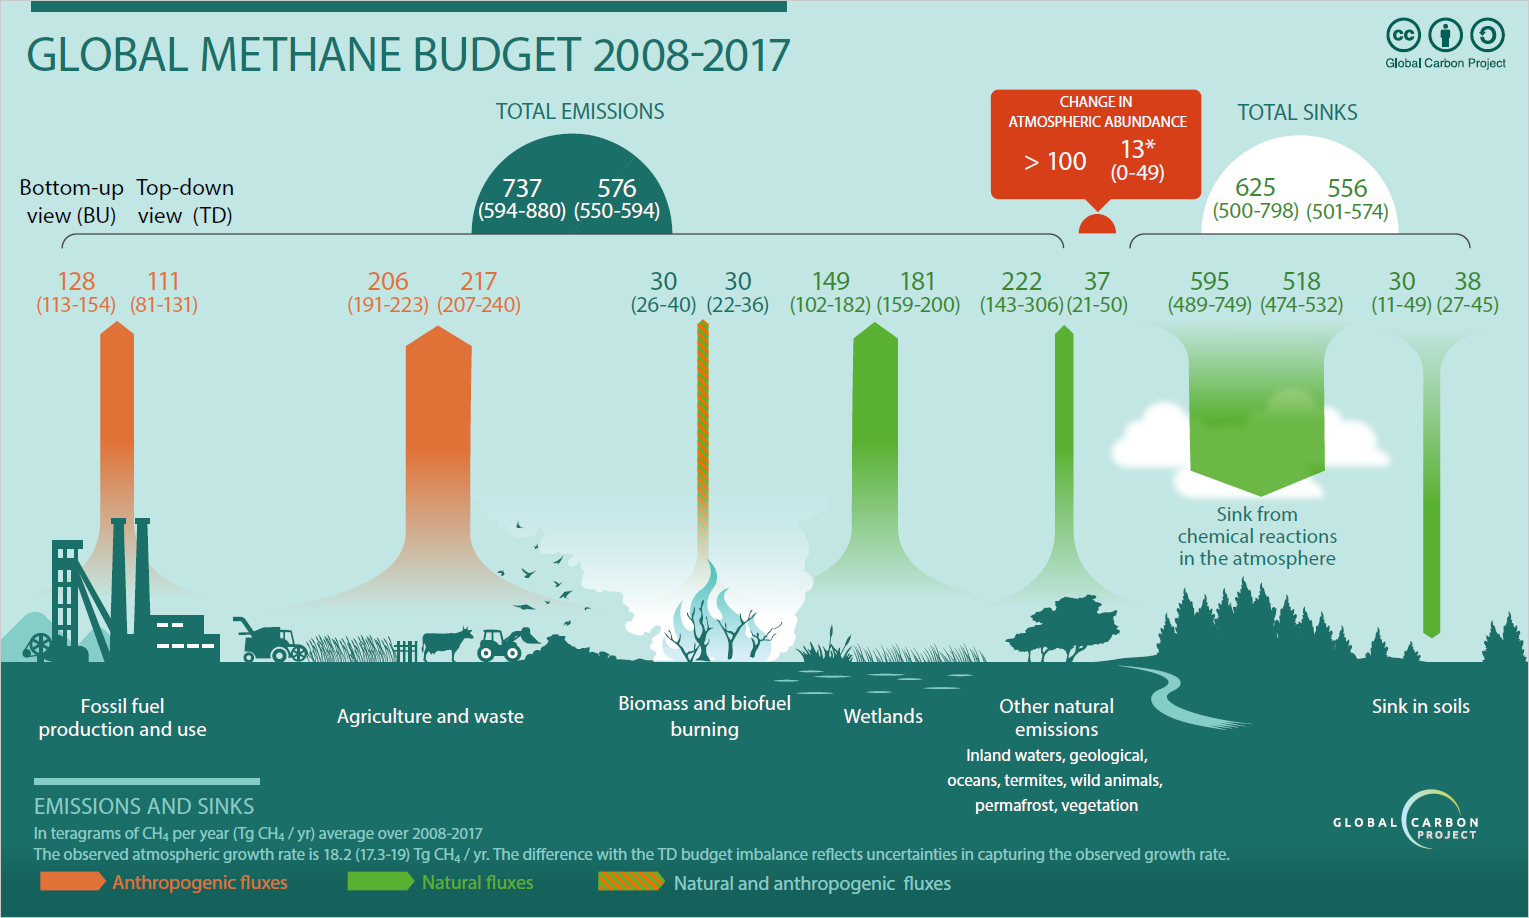 GLOBAL METHANE BUDGET 2008-2017
cc
Global Carbon Project
TOTAL EMISSIONS
737 576
(594-880) (550-594)
CHANGE IN
ATMOSPHERIC ABUNDANCE
> 100 13*
(0-49)
TOTAL SINKS
625 556
(500-798) (501-574)
Bottom-up Top-down
view (BU) view (TD)
128 111 206 217 30 30 149 181 222 37 595 518 30 38
(113-154) (81-131) (191-223) (207-240) (26-40) (22-36) (102-182) (159-200) (143-306) (21-50) (489-749) (474-532) (11-49) (27-45)
Sink from
chemical reactions
in the atmosphere
Fossil fuel
production and use
Agriculture and waste
Biomass and biofuel
burning
Wetlands
Other natural
emissions
Inland waters, geological,
oceans, termites, wild animals,
permafrost, vegetation
Sink in soils
EMISSIONS AND SINKS
In teragrams of CH₄ per year (Tg CH₄ / yr) average over 2008-2017
The observed atmospheric growth rate is 18.2 (17.3-19) Tg CH₄ / yr. The difference with the TD budget imbalance reflects uncertainties in capturing the observed growth rate.
Anthropogenic fluxes Natural fluxes Natural and anthropogenic fluxes
GLOBAL CARBON
PROJECT